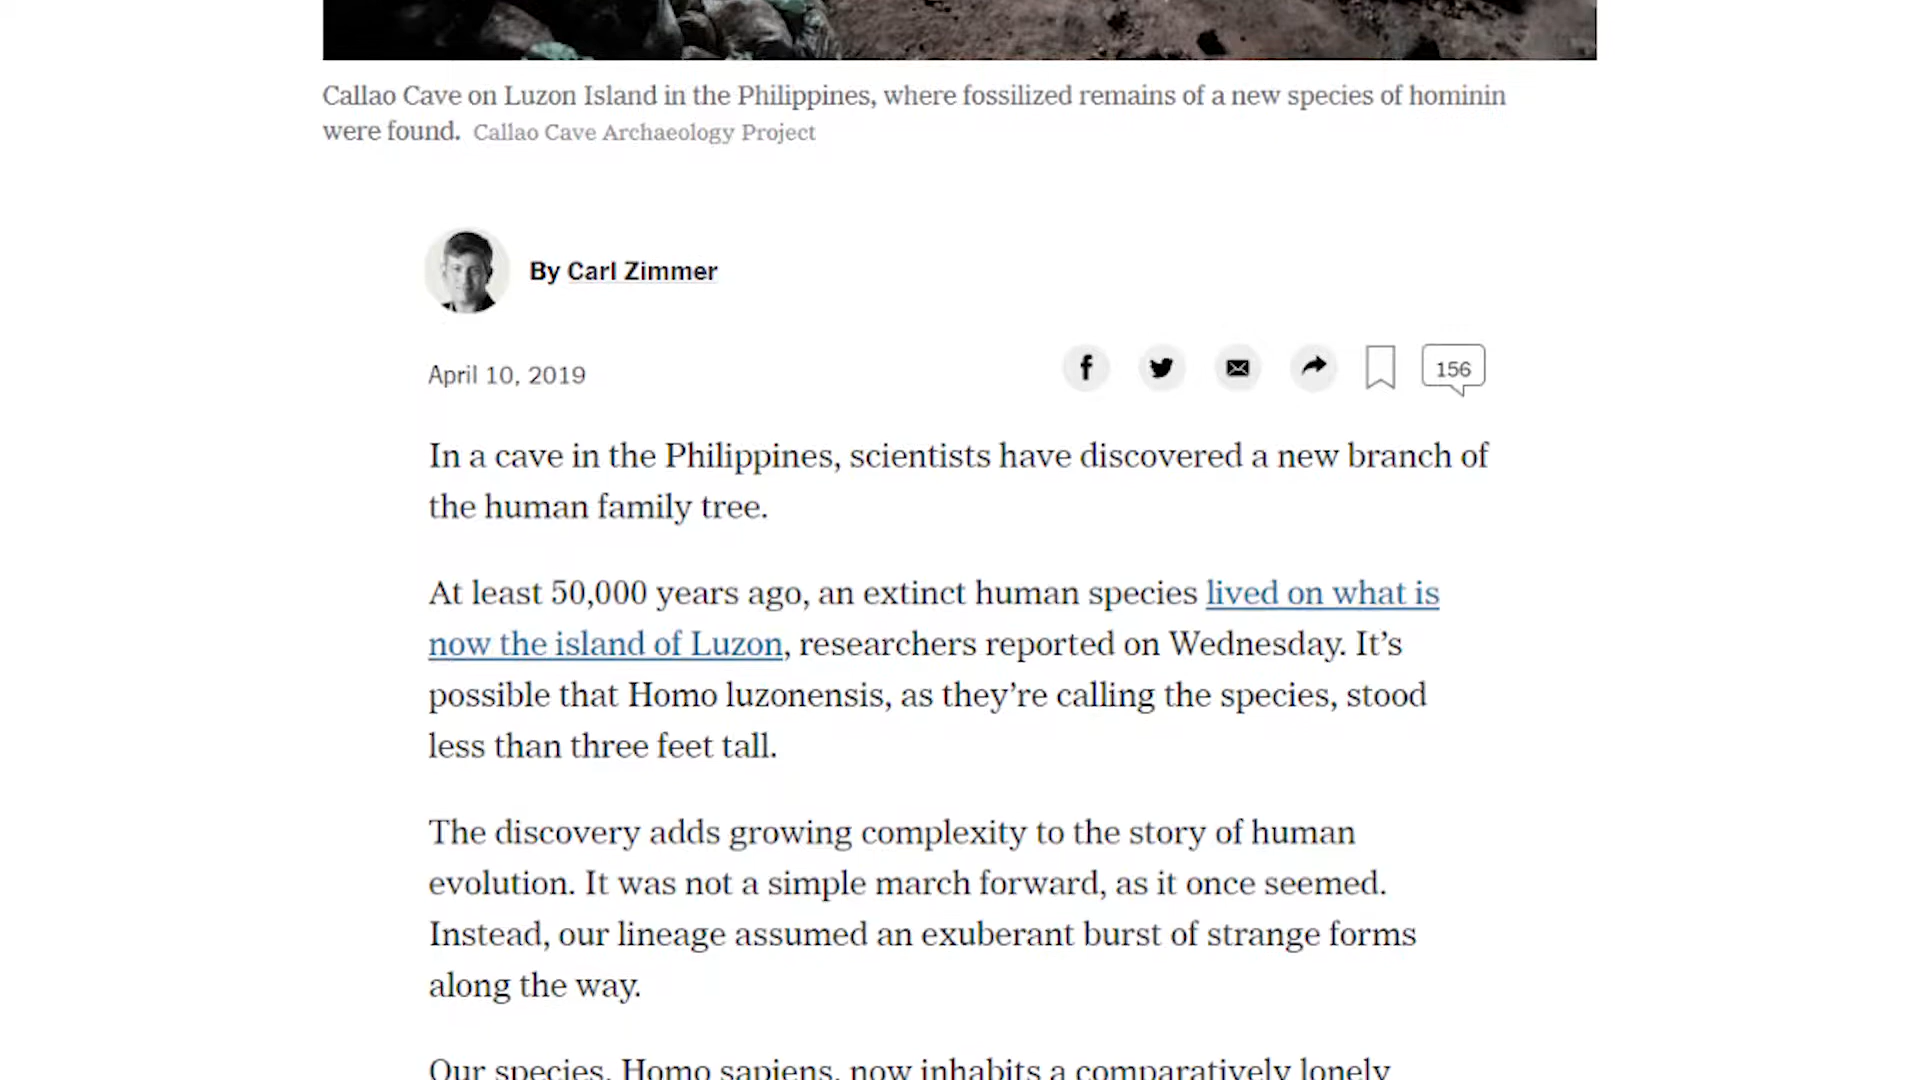 Callao Cave on Luzon Island in the Philippines, where fossilized remains of a new species of hominin
were found. Callao Cave Archaeology Project
By Carl Zimmer
April 10, 2019
156
In a cave in the Philippines, scientists have discovered a new branch of
the human family tree.
At least 50,000 years ago, an extinct human species lived on what is
now the island of Luzon, researchers reported on Wednesday. It’s
possible that Homo luzonensis, as they’re calling the species, stood
less than three feet tall.
The discovery adds growing complexity to the story of human
evolution. It was not a simple march forward, as it once seemed.
Instead, our lineage assumed an exuberant burst of strange forms
along the way.
Our species, Homo sapiens, now inhabits a comparatively lonely